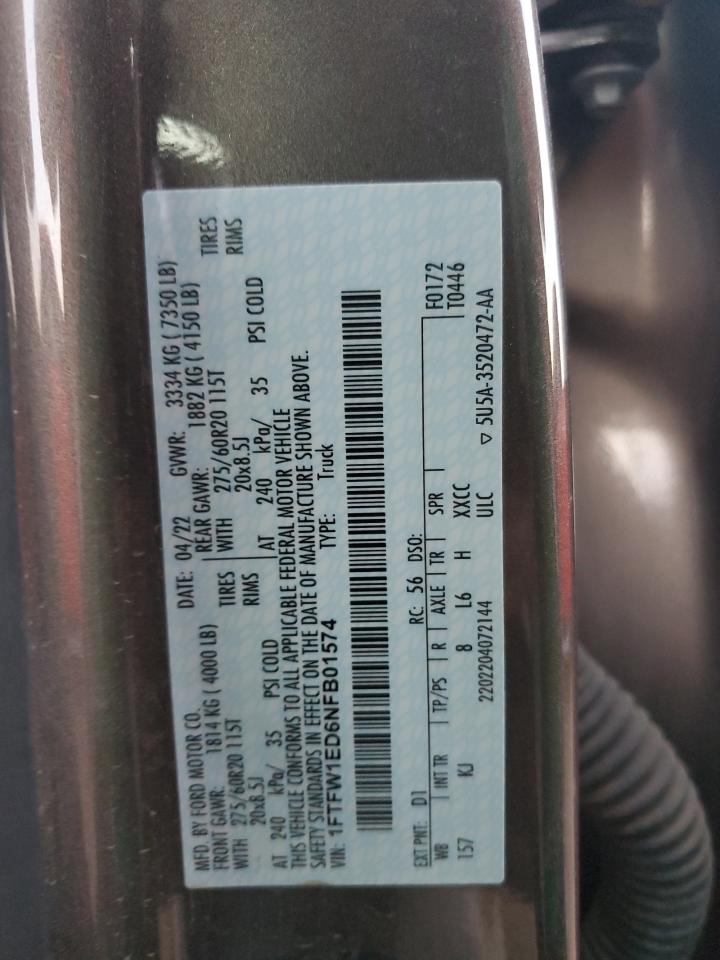 MFD. BY FORD MOTOR CO.
DATE: 04/22 GVWR: 3334 KG ( 7350 LB)
FRONT GAWR: 1814 KG ( 4000 LB) REAR GAWR: 1882 KG ( 4150 LB)
WITH 275/60R20 115T TIRES WITH 275/60R20 115T TIRES
20x8.5J RIMS 20x8.5J RIMS
AT 240 kPa/ 35 PSI COLD AT 240 kPa/ 35 PSI COLD
THIS VEHICLE CONFORMS TO ALL APPLICABLE FEDERAL MOTOR VEHICLE
SAFETY STANDARDS IN EFFECT ON THE DATE OF MANUFACTURE SHOWN ABOVE.
VIN: 1FTFW1ED6NFB01574 TYPE: Truck
EXT PNT: D1 RC: 56 DSO: F0172
WB INT TR TP/PS R AXLE TR SPR T0446
157 KJ 8 L6 H XXCC
2202204072144 ULC ▽ 5U5A-3520472-AA